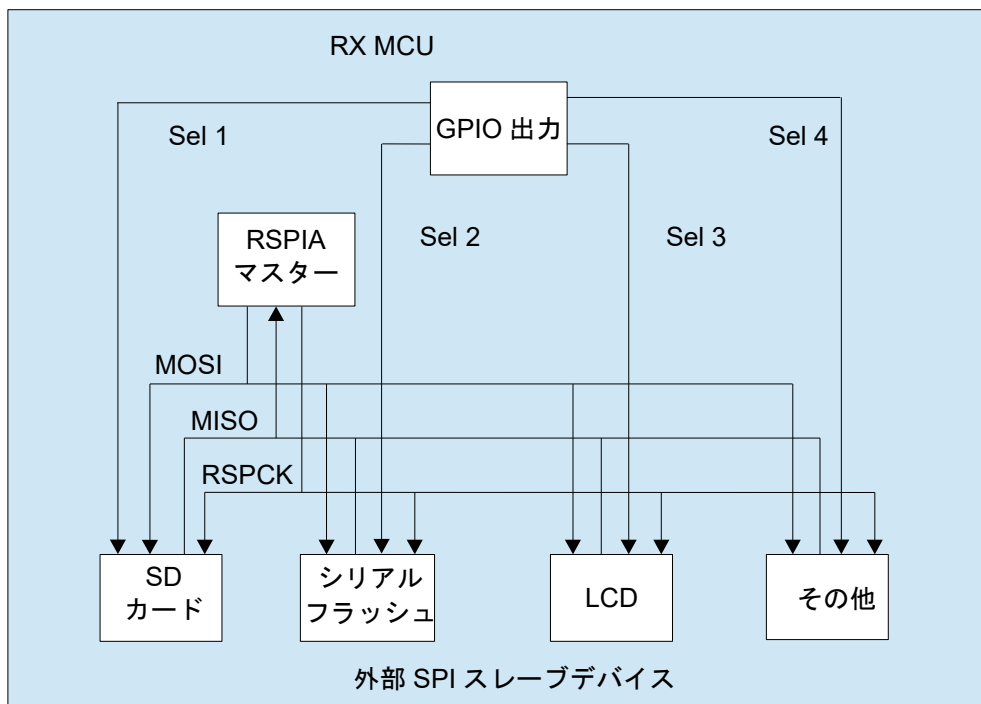 RX MCU
GPIO 出力
Sel 1
Sel 4
Sel 2
Sel 3
RSPIA
マスター
MOSI
MISO
RSPCK
SD
カード
シリアル
フラッシュ
LCD
その他
外部 SPI スレーブデバイス